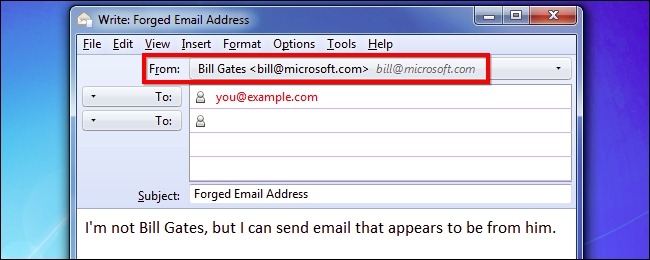 Write: Forged Email Address
File Edit View Insert Format Options Tools Help
From: Bill Gates <bill@microsoft.com> bill@microsoft.com
To: you@example.com
To:
Subject: Forged Email Address
I'm not Bill Gates, but I can send email that appears to be from him.